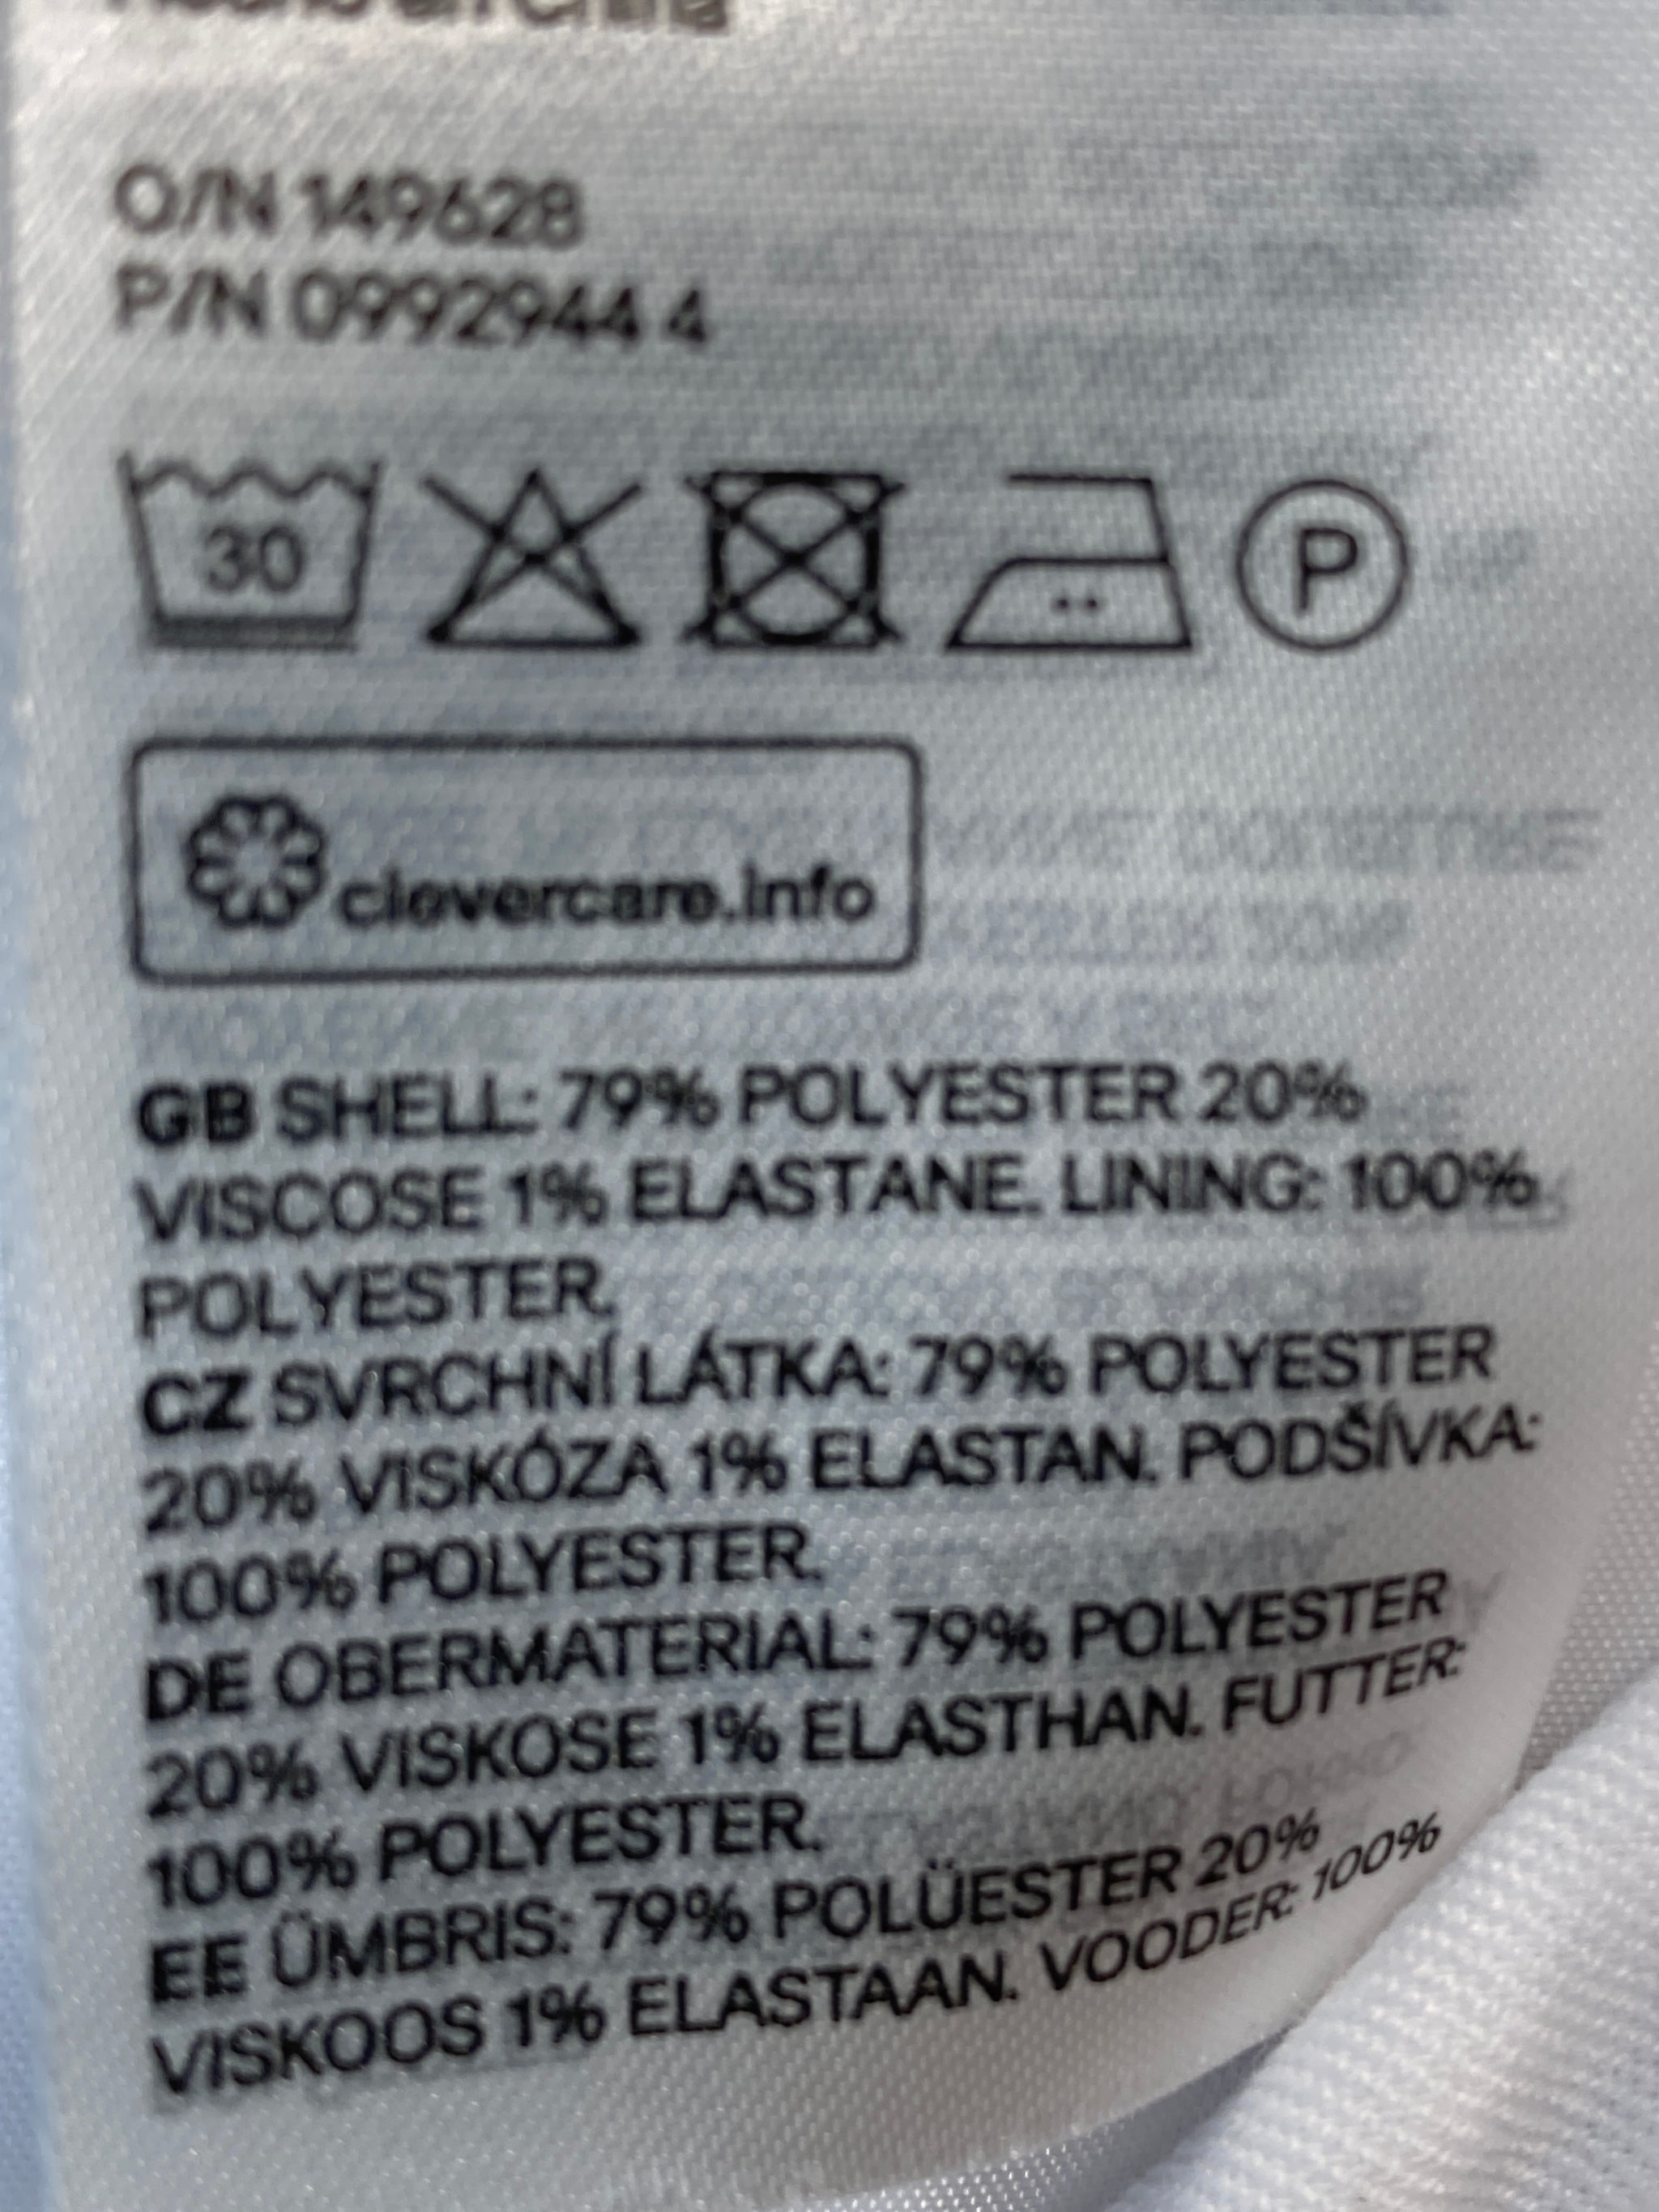 O/N 149628
P/N 0992944 4
30
P
clevercare.info
GB SHELL: 79% POLYESTER 20%
VISCOSE 1% ELASTANE. LINING: 100%
POLYESTER.
CZ SVRCHNÍ LÁTKA: 79% POLYESTER
20% VISKÓZA 1% ELASTAN. PODŠÍVKA:
100% POLYESTER.
DE OBERMATERIAL: 79% POLYESTER
20% VISKOSE 1% ELASTHAN. FUTTER:
100% POLYESTER.
EE ÜMBRIS: 79% POLÜESTER 20%
VISKOOS 1% ELASTAAN. VOODER: 100%